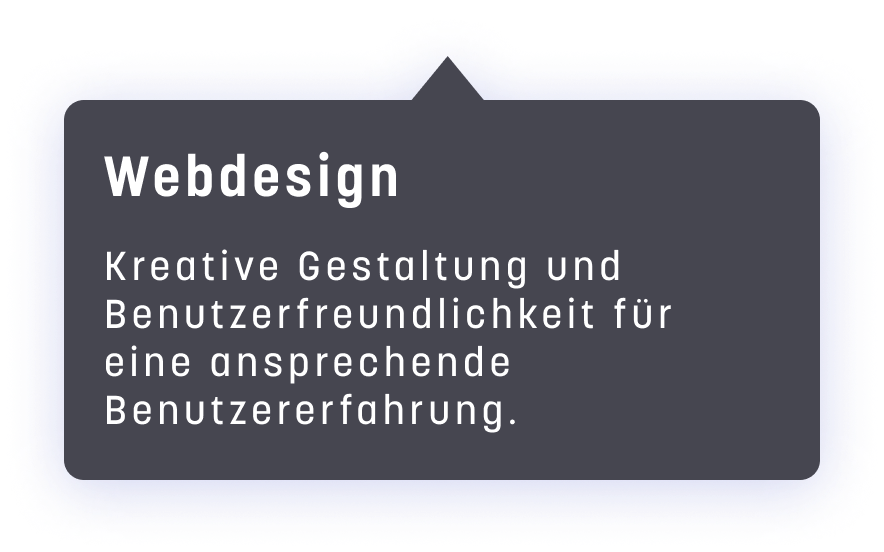 Webdesign
Kreative Gestaltung und
Benutzerfreundlichkeit für
eine ansprechende
Benutzererfahrung.